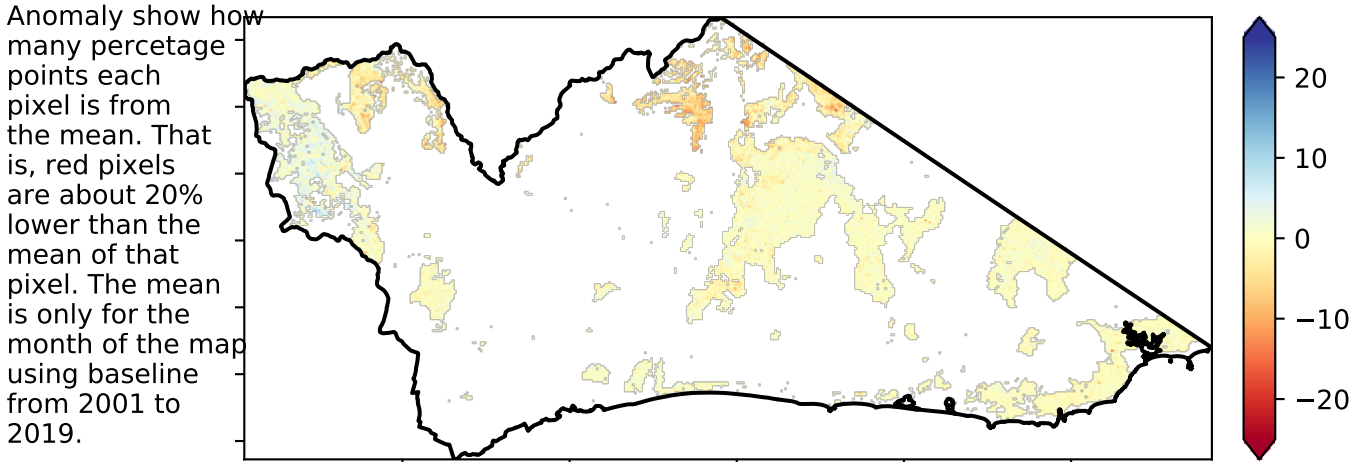 Anomaly show how
many percetage
points each
pixel is from
the mean. That
is, red pixels
are about 20%
lower than the
mean of that
pixel. The mean
is only for the
month of the map
using baseline
from 2001 to
2019.
20
10
0
−10
−20